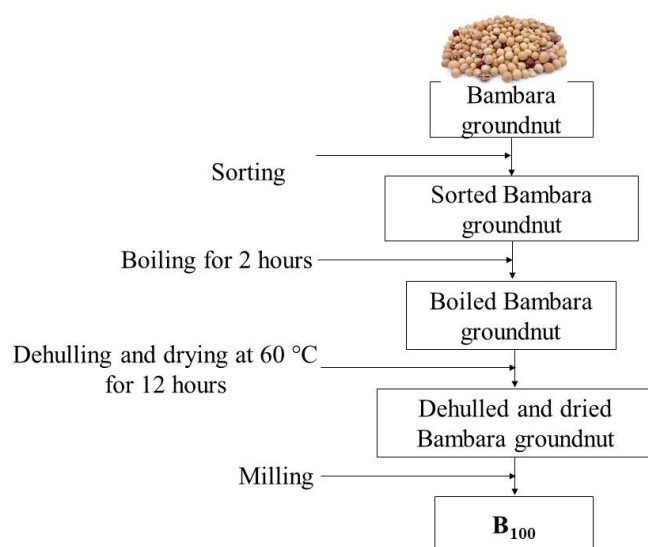 Bambara
groundnut
Sorting
Sorted Bambara
groundnut
Boiling for 2 hours
Boiled Bambara
groundnut
Dehulling and drying at 60 °C
for 12 hours
Dehulled and dried
Bambara groundnut
Milling
B₁₀₀